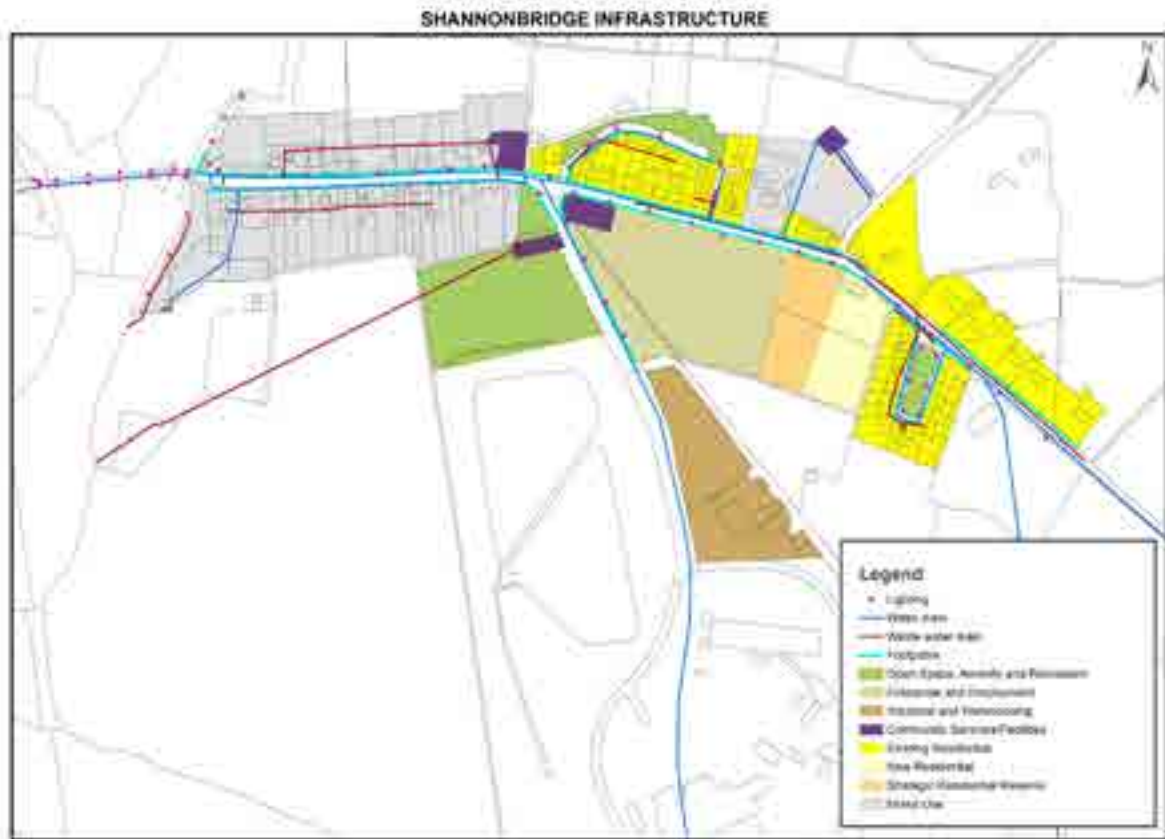 SHANNONBRIDGE INFRASTRUCTURE
N
Legend
Lighting
Water main
Waste water main
Footpaths
Open Space, Amenity and Recreation
Enterprise and Employment
Industrial and Warehousing
Community Services/Facilities
Existing Residential
New Residential
Strategic Residential Reserve
Mixed Use